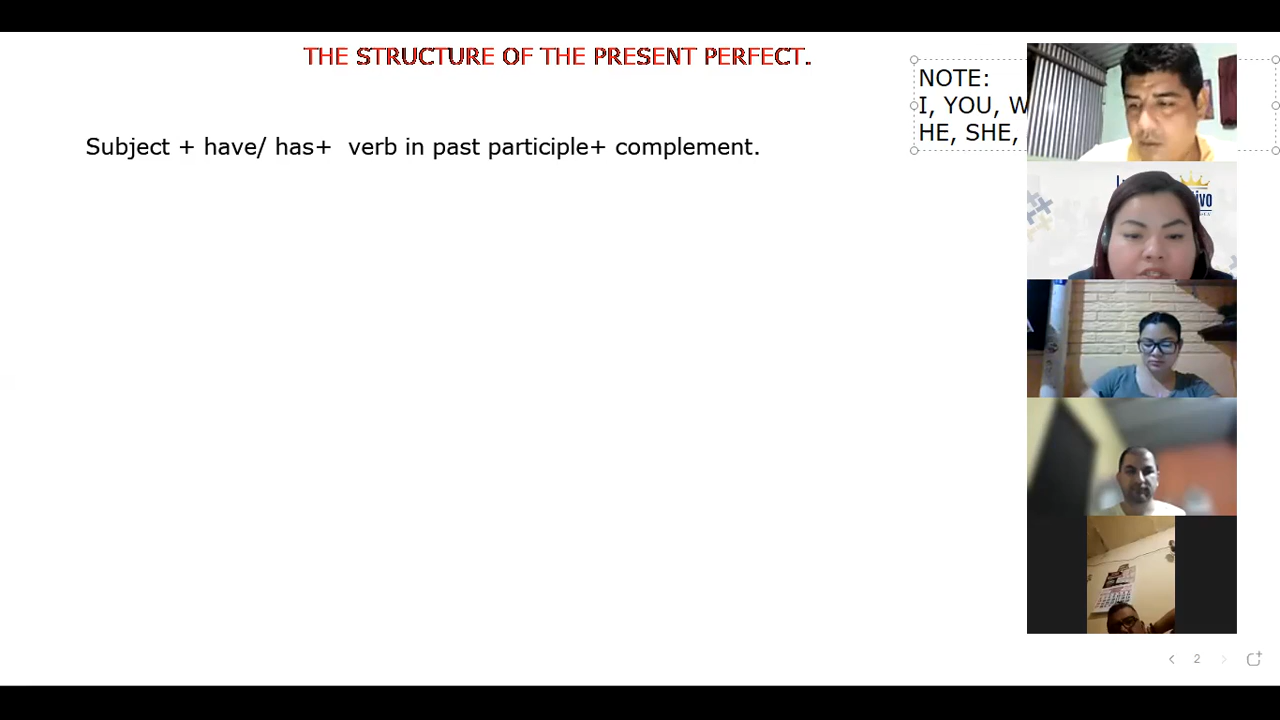 THE STRUCTURE OF THE PRESENT PERFECT.
NOTE:
I, YOU,
HE, SHE,
Subject + have/ has+ verb in past participle+ complement.
2